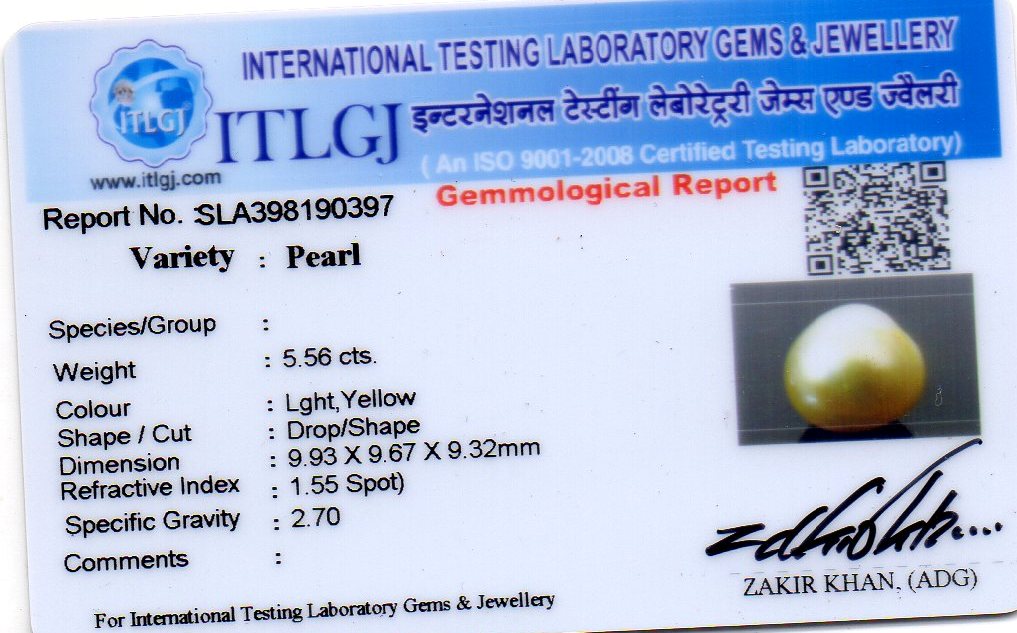 INTERNATIONAL TESTING LABORATORY GEMS & JEWELLERY
ITLGJ
ITLGJ
इन्टरनेशनल टेस्टींग लेबोरेट्ररी जेम्स एण्ड ज्वैलरी
( An ISO 9001-2008 Certified Testing Laboratory)
www.itlgj.com
Gemmological Report
Report No. :SLA398190397
Variety : Pearl
Species/Group :
Weight : 5.56 cts.
Colour : Lght,Yellow
Shape / Cut : Drop/Shape
Dimension : 9.93 X 9.67 X 9.32mm
Refractive Index : 1.55 Spot)
Specific Gravity : 2.70
Comments :
ZAKIR KHAN, (ADG)
For International Testing Laboratory Gems & Jewellery